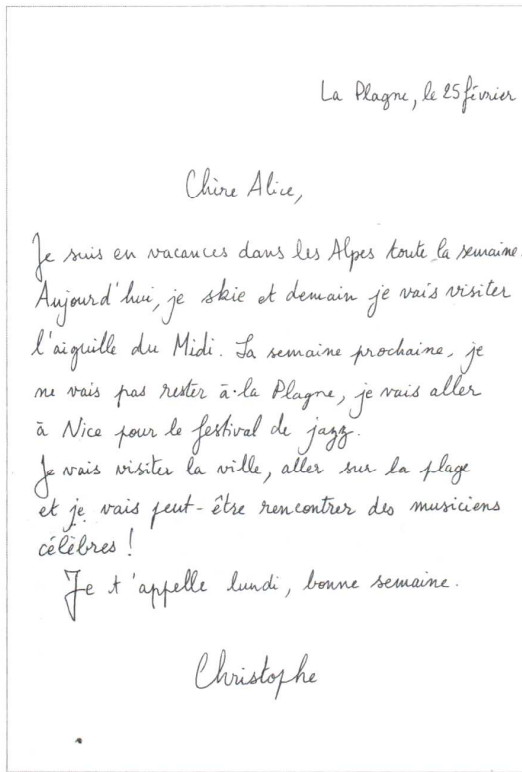 La Plagne, le 25 février
Chère Alice,
Je suis en vacances dans les Alpes toute la semaine.
Aujourd'hui, je skie et demain je vais visiter
l'aiguille du Midi. La semaine prochaine, je
ne vais pas rester à la Plagne, je vais aller
à Nice pour le festival de jazz.
Je vais visiter la ville, aller sur la plage
et je vais peut-être rencontrer des musiciens
célèbres !
Je t'appelle lundi, bonne semaine.
Christophe